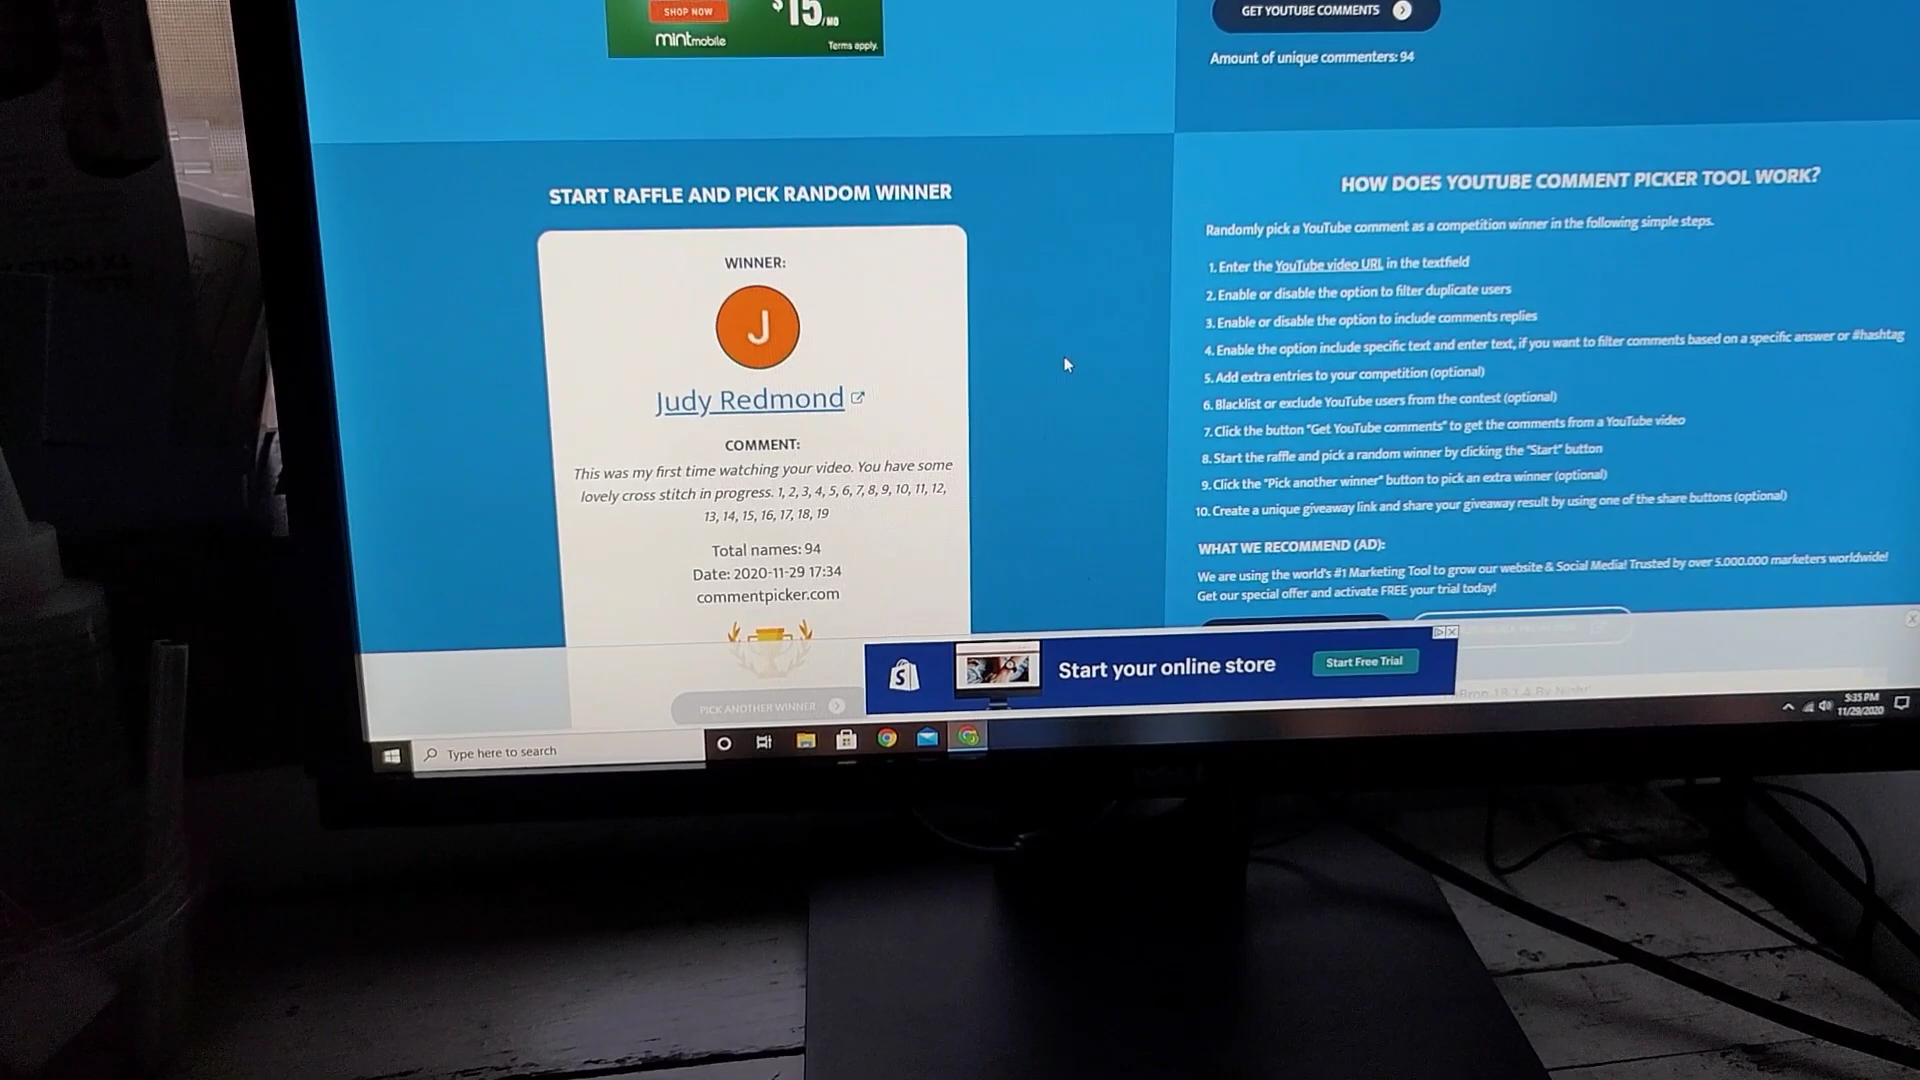 SHOP NOW
$15/MO
mintmobile
Terms apply.
GET YOUTUBE COMMENTS
Amount of unique commenters: 94
START RAFFLE AND PICK RANDOM WINNER
WINNER:
J
Judy Redmond
COMMENT:
This was my first time watching your video. You have some
lovely cross stitch in progress. 1, 2, 3, 4, 5, 6, 7, 8, 9, 10, 11, 12,
13, 14, 15, 16, 17, 18, 19
Total names: 94
Date: 2020-11-29 17:34
commentpicker.com
PICK ANOTHER WINNER
HOW DOES YOUTUBE COMMENT PICKER TOOL WORK?
Randomly pick a YouTube comment as a competition winner in the following simple steps.
1. Enter the YouTube video URL in the textfield
2. Enable or disable the option to filter duplicate users
3. Enable or disable the option to include comments replies
4. Enable the option include specific text and enter text, if you want to filter comments based on a specific answer or #hashtag
5. Add extra entries to your competition (optional)
6. Blacklist or exclude YouTube users from the contest (optional)
7. Click the button "Get YouTube comments" to get the comments from a YouTube video
8. Start the raffle and pick a random winner by clicking the "Start" button
9. Click the "Pick another winner" button to pick an extra winner (optional)
10. Create a unique giveaway link and share your giveaway result by using one of the share buttons (optional)
WHAT WE RECOMMEND (AD):
We are using the world's #1 Marketing Tool to grow our website & Social Media! Trusted by over 5.000.000 marketers worldwide!
Get our special offer and activate FREE your trial today!
Start your online store
Start Free Trial
Type here to search
5:35 PM
11/29/2020